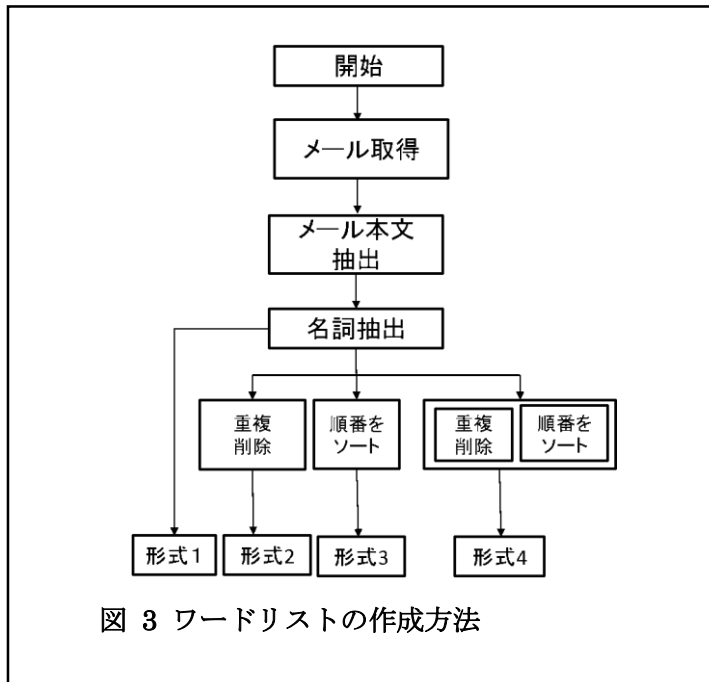 開始
メール取得
メール本文
抽出
名詞抽出
重複
削除
順番を
ソート
重複
削除
順番を
ソート
形式1
形式2
形式3
形式4
図 3 ワードリストの作成方法